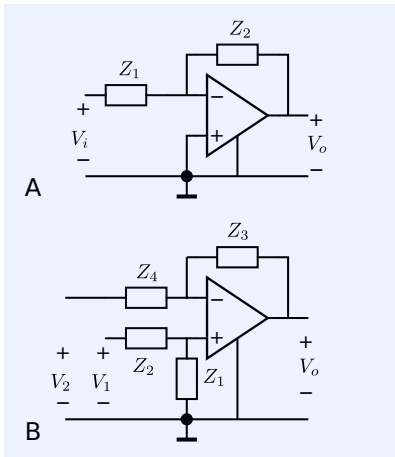 Z₂
Z₁
−
+
+
Vᵢ
−
+
Vₒ
−
A
Z₃
Z₄
−
+
Z₂
Z₁
+
V₂
−
+
V₁
−
+
Vₒ
−
B